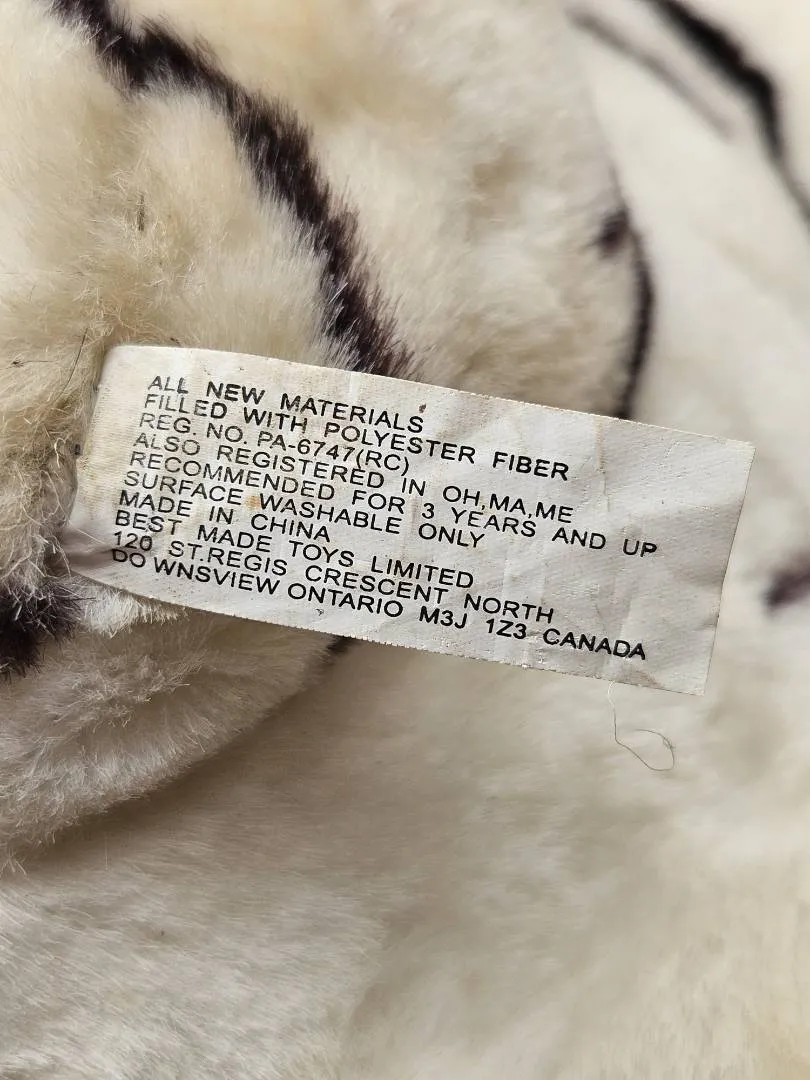 ALL NEW MATERIALS
FILLED WITH POLYESTER FIBER
REG. NO. PA-6747(RC)
ALSO REGISTERED IN OH,MA,ME
RECOMMENDED FOR 3 YEARS AND UP
SURFACE WASHABLE ONLY
MADE IN CHINA
BEST MADE TOYS LIMITED
120 ST.REGIS CRESCENT NORTH
DOWNSVIEW ONTARIO M3J 1Z3 CANADA